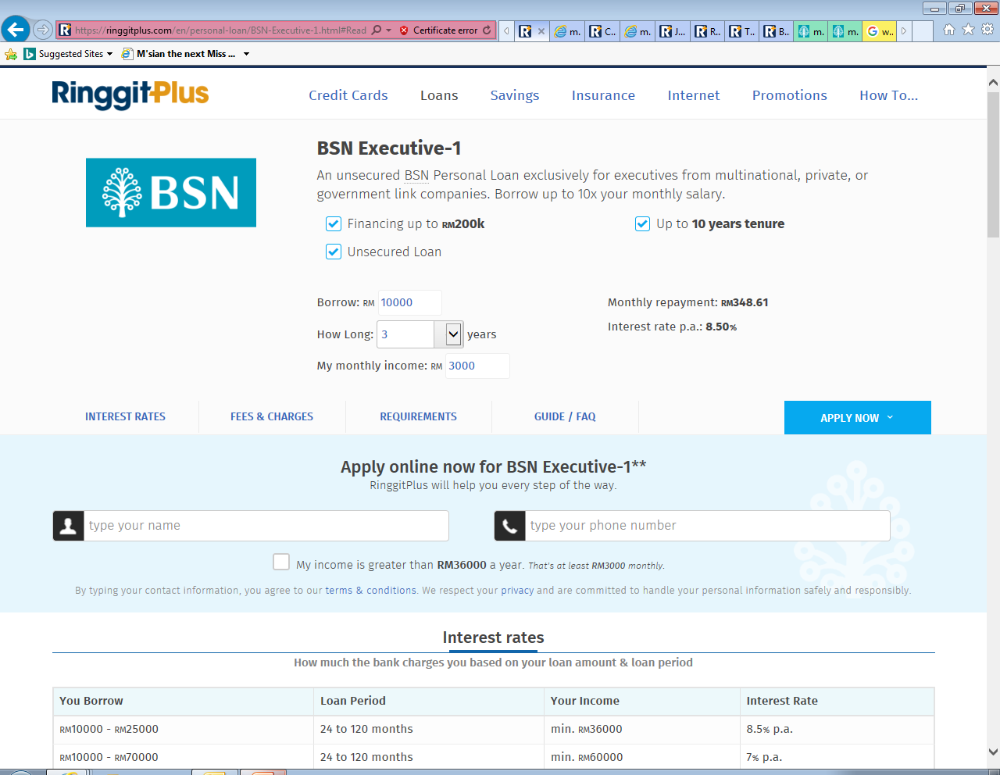 https://ringgitplus.com/en/personal-loan/BSN-Executive-1.html#Read
Certificate error
m...
C...
m...
J...
R...
T...
B...
m...
m...
w...
Suggested Sites
M'sian the next Miss ...
RinggitPlus
Credit Cards
Loans
Savings
Insurance
Internet
Promotions
How To...
BSN
BSN Executive-1
An unsecured BSN Personal Loan exclusively for executives from multinational, private, or
government link companies. Borrow up to 10x your monthly salary.
Financing up to RM200k
Up to 10 years tenure
Unsecured Loan
Borrow: RM 10000
Monthly repayment: RM348.61
How Long: 3 years
Interest rate p.a.: 8.50%
My monthly income: RM 3000
INTEREST RATES
FEES & CHARGES
REQUIREMENTS
GUIDE / FAQ
APPLY NOW
Apply online now for BSN Executive-1**
RinggitPlus will help you every step of the way.
type your name
type your phone number
My income is greater than RM36000 a year. That's at least RM3000 monthly.
By typing your contact information, you agree to our terms & conditions. We respect your privacy and are committed to handle your personal information safely and responsibly.
Interest rates
How much the bank charges you based on your loan amount & loan period
You Borrow
Loan Period
Your Income
Interest Rate
RM10000 - RM25000
24 to 120 months
min. RM36000
8.5% p.a.
RM10000 - RM70000
24 to 120 months
min. RM60000
7% p.a.